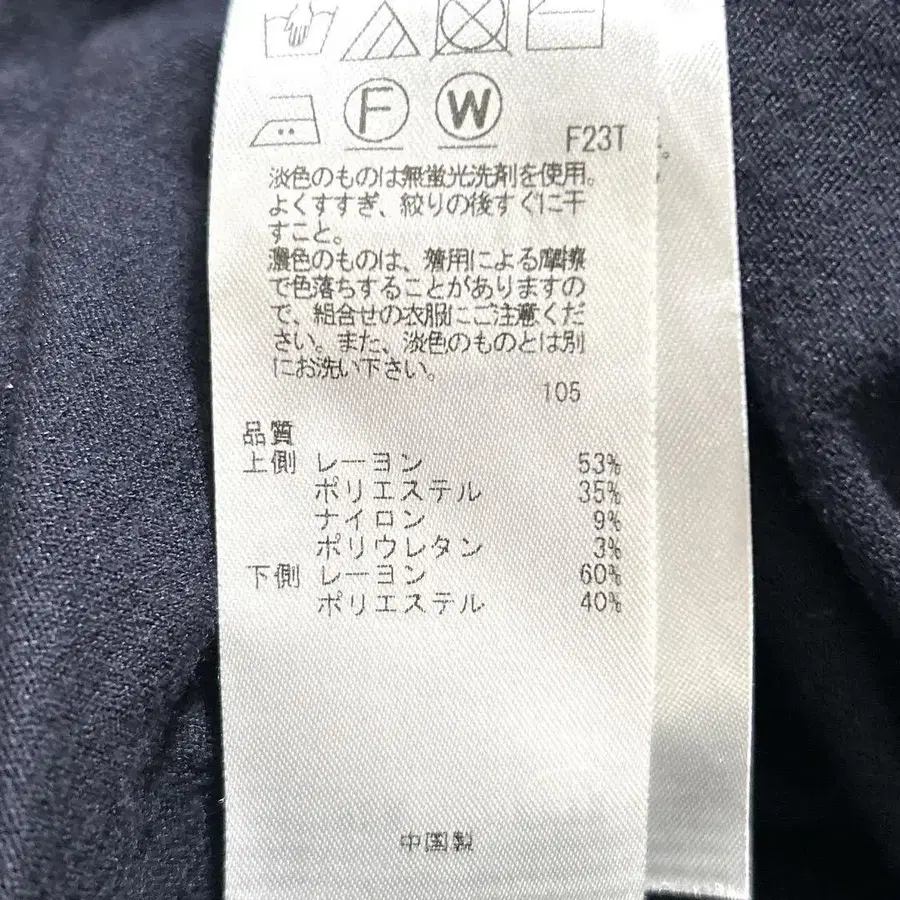 F
W
F23T
淡色のものは無蛍光洗剤を使用。
よくすすぎ、絞りの後すぐに干
すこと。
濃色のものは、着用による摩擦
で色落ちすることがありますの
で、組合せの衣服にご注意くだ
さい。また、淡色のものとは別
にお洗い下さい。
105
品質
上側 レーヨン 53%
ポリエステル 35%
ナイロン 9%
ポリウレタン 3%
下側 レーヨン 60%
ポリエステル 40%
中国製